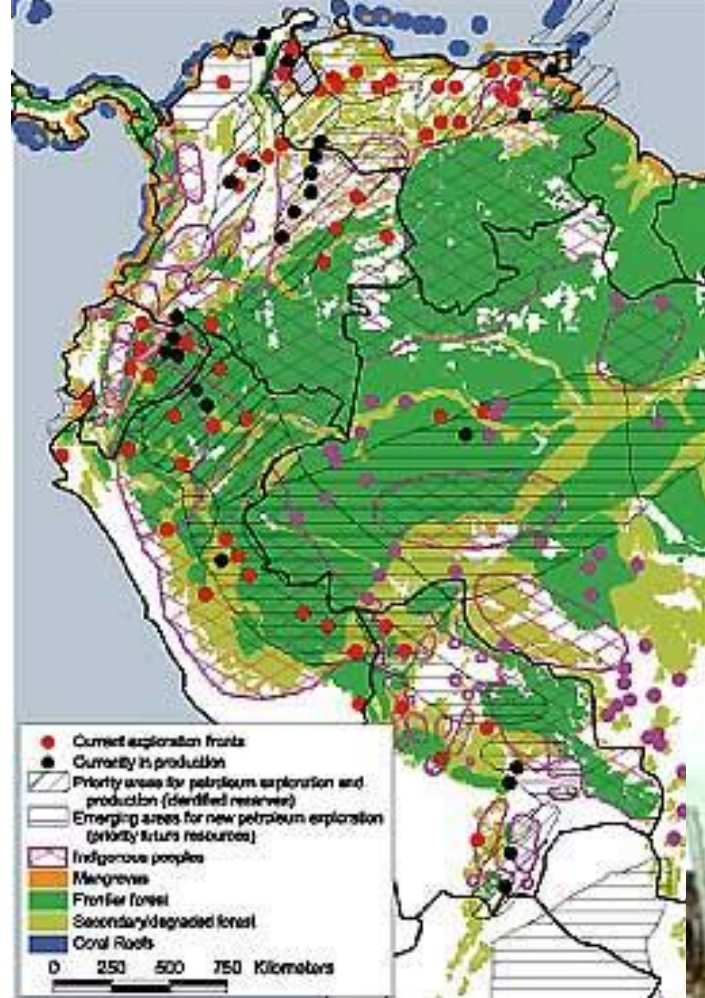 Current exploration fronts
Currently in production
Priority areas for petroleum exploration and
production (identified reserves)
Emerging areas for new petroleum exploration
(priority future resources)
Indigenous peoples
Mangroves
Frontier forest
Secondary/degraded forest
Coral Reefs
0 250 500 750 Kilometers